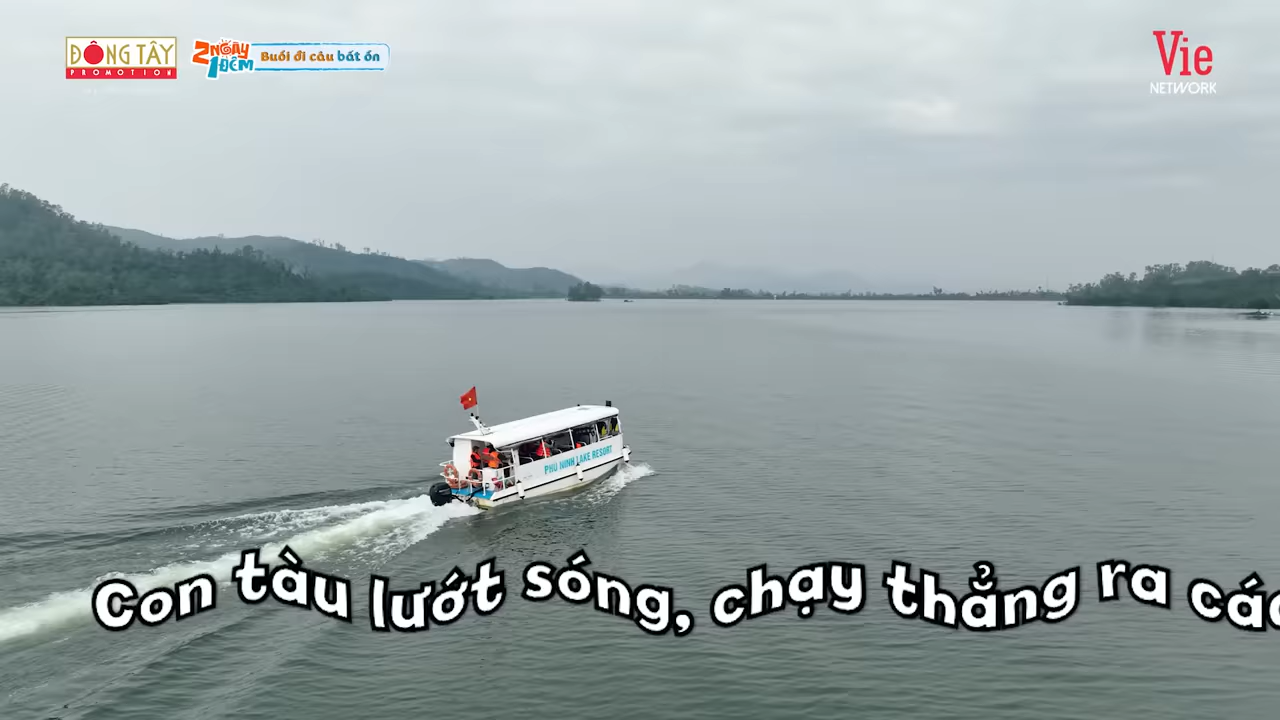 ĐÔNG TÂY
PROMOTION
2 NGÀY 1 ĐÊM
Buổi đi câu bất ổn
Vie
NETWORK
PHÚ NINH LAKE RESORT
Con tàu lướt sóng, chạy thẳng ra các